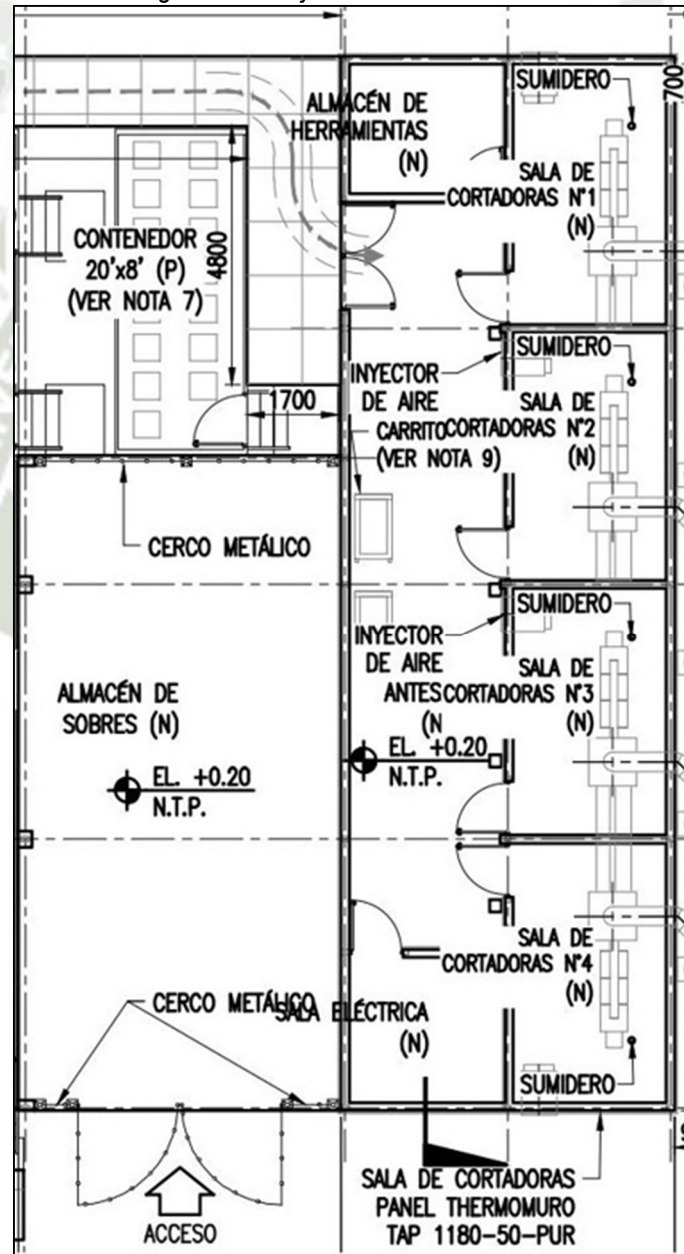 SUMIDERO
700
ALMACÉN DE
HERRAMIENTAS
(N)
SALA DE
CORTADORAS N°1
(N)
CONTENEDOR
20'x8' (P)
(VER NOTA 7)
4800
SUMIDERO
INYECTOR
DE AIRE
1700
CARRITO
(VER NOTA 9)
SALA DE
CORTADORAS N°2
(N)
CERCO METÁLICO
SUMIDERO
INYECTOR
DE AIRE
ANTES
(N
SALA DE
CORTADORAS N°3
(N)
ALMACÉN DE
SOBRES (N)
EL. +0.20
N.T.P.
EL. +0.20
N.T.P.
SALA DE
CORTADORAS N°4
(N)
CERCO METÁLICO
SALA ELÉCTRICA
(N)
SUMIDERO
SALA DE CORTADORAS
PANEL THERMOMURO
TAP 1180-50-PUR
ACCESO